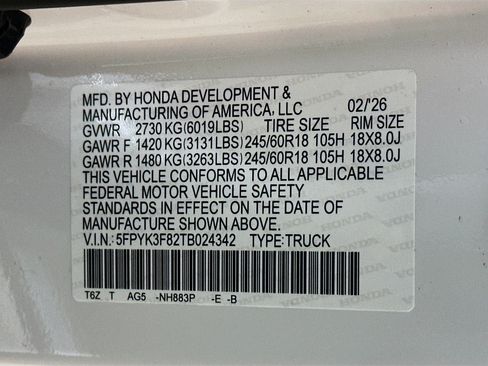 MFD. BY HONDA DEVELOPMENT &
MANUFACTURING OF AMERICA, LLC 02/'26
GVWR 2730 KG(6019LBS) TIRE SIZE RIM SIZE
GAWR F 1420 KG(3131LBS) 245/60R18 105H 18X8.0J
GAWR R 1480 KG(3263LBS) 245/60R18 105H 18X8.0J
THIS VEHICLE CONFORMS TO ALL APPLICABLE
FEDERAL MOTOR VEHICLE SAFETY
STANDARDS IN EFFECT ON THE DATE OF
MANUFACTURE SHOWN ABOVE.
V.I.N.: 5FPYK3F82TB024342 TYPE:TRUCK
T6Z T AG5 -NH883P -E -B